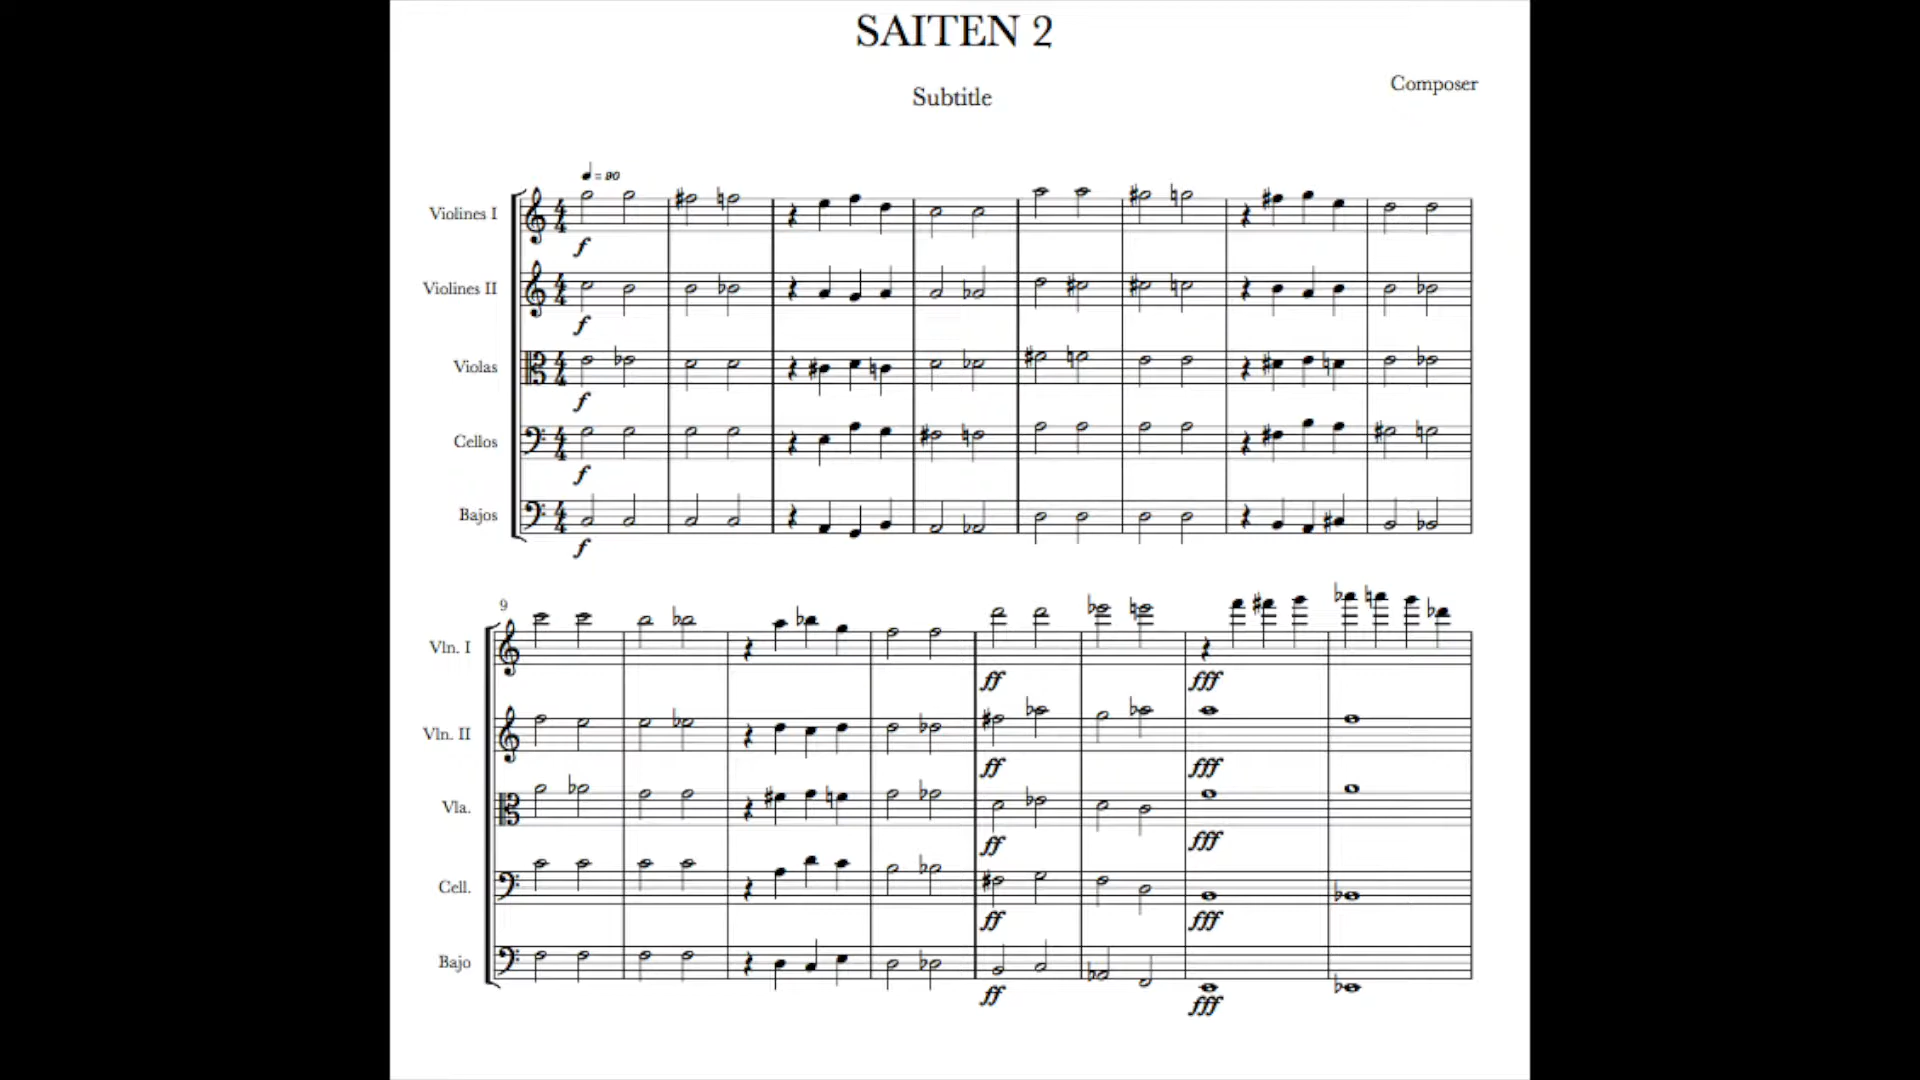 SAITEN 2
Composer
Subtitle
= 90
Violines I
f
Violines II
f
Violas
f
Cellos
f
Bajos
f
9
Vln. I
ff
fff
Vln. II
ff
fff
Vla.
ff
fff
Cell.
ff
fff
Bajo
ff
fff